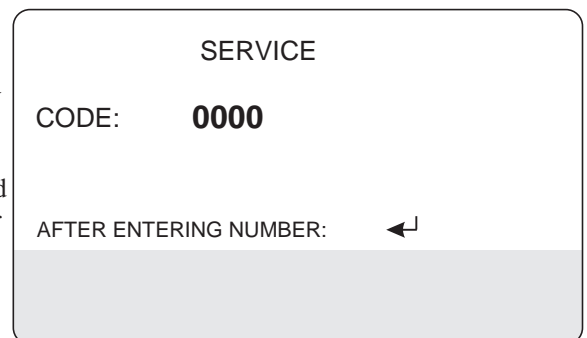 SERVICE
CODE: 0000
AFTER ENTERING NUMBER: ↵